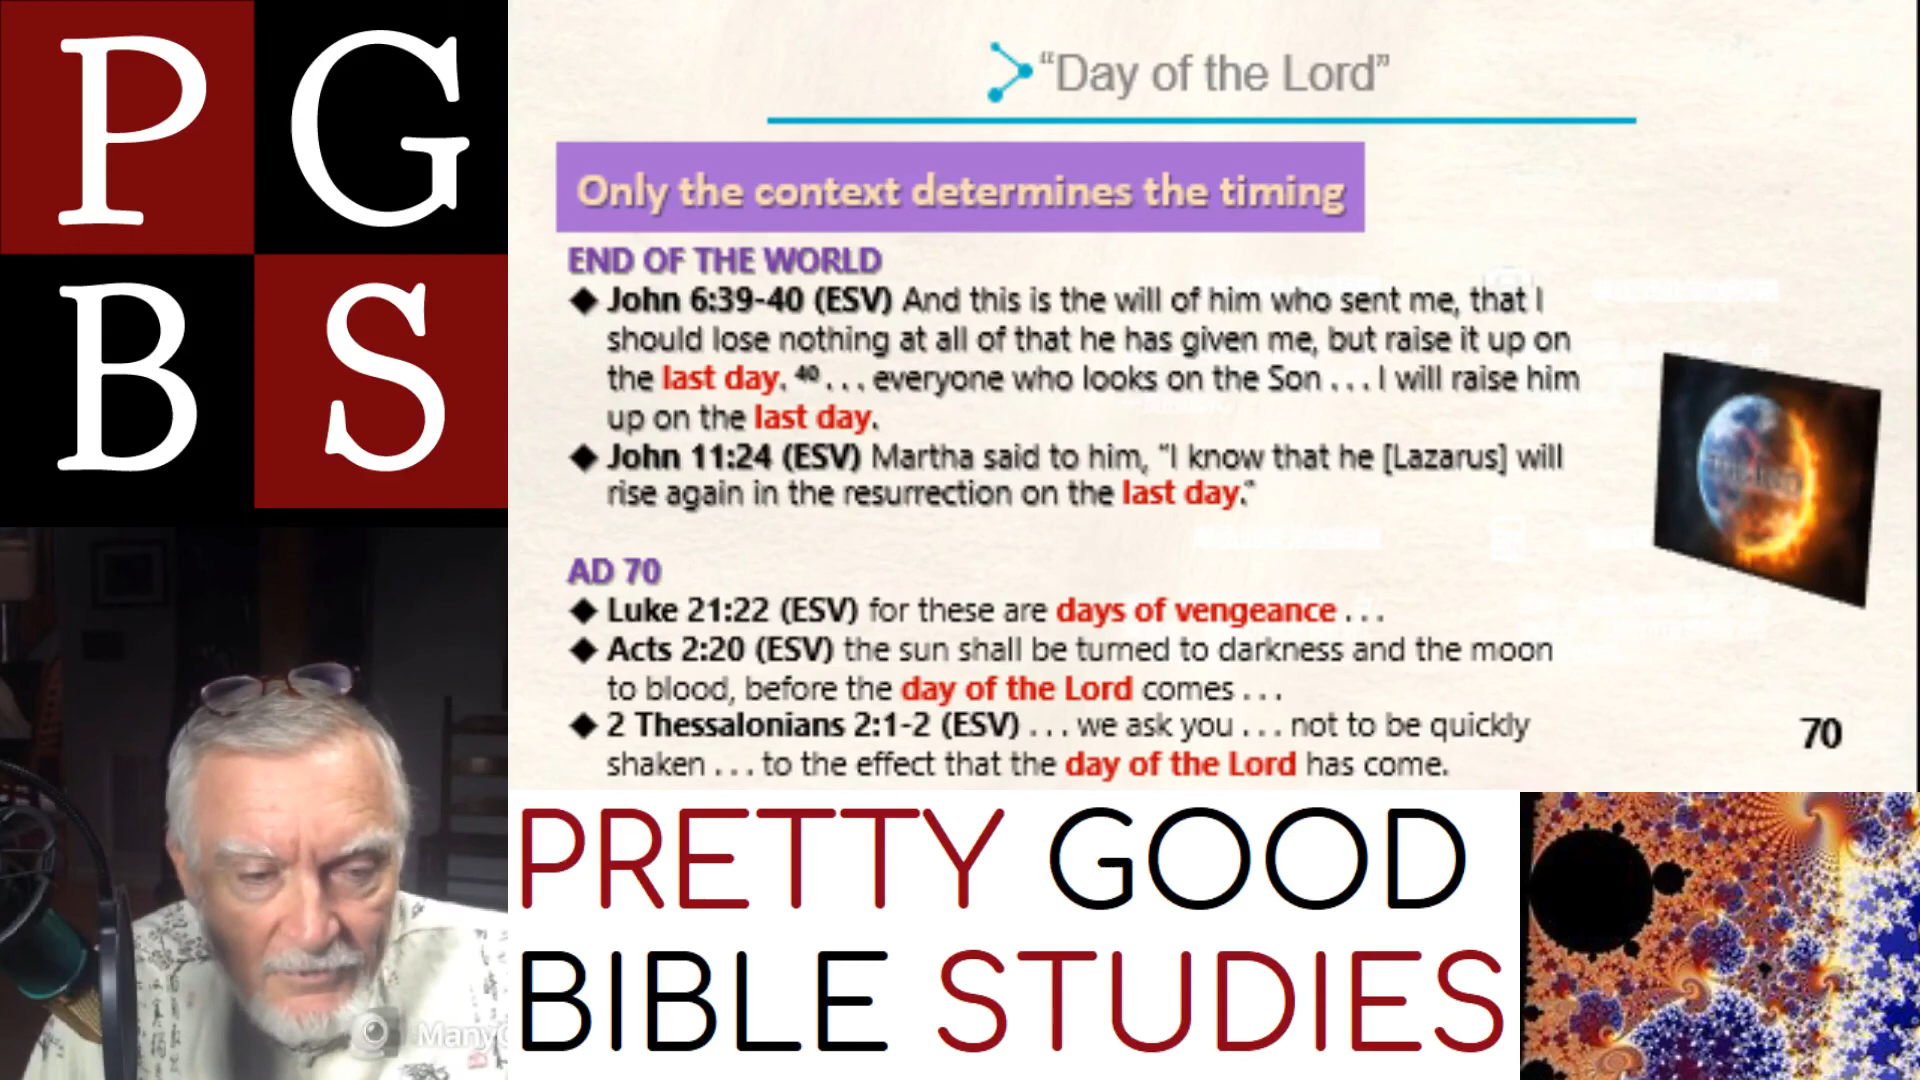 P G
B S
"Day of the Lord"
Only the context determines the timing
END OF THE WORLD
◆ John 6:39-40 (ESV) And this is the will of him who sent me, that I
should lose nothing at all of that he has given me, but raise it up on
the last day. ⁴⁰ . . . everyone who looks on the Son . . . I will raise him
up on the last day.
◆ John 11:24 (ESV) Martha said to him, "I know that he [Lazarus] will
rise again in the resurrection on the last day."
AD 70
◆ Luke 21:22 (ESV) for these are days of vengeance . . .
◆ Acts 2:20 (ESV) the sun shall be turned to darkness and the moon
to blood, before the day of the Lord comes . . .
◆ 2 Thessalonians 2:1-2 (ESV) . . . we ask you . . . not to be quickly
shaken . . . to the effect that the day of the Lord has come.
THE END
70
ManyC
PRETTY GOOD
BIBLE STUDIES